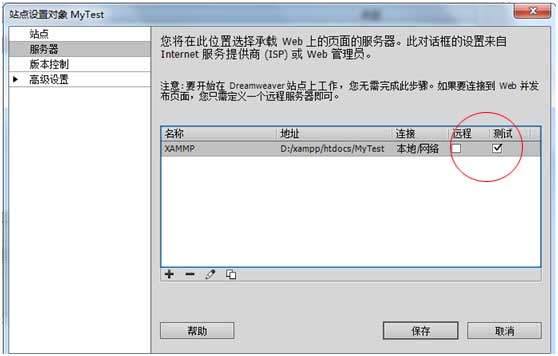 站点设置对象 MyTest
站点
服务器
版本控制
高级设置
您将在此位置选择承载 Web 上的页面的服务器。此对话框的设置来自
Internet 服务提供商 (ISP) 或 Web 管理员。
注意:要开始在 Dreamweaver 站点上工作，您无需完成此步骤。如果要连接到 Web 并发
布页面，您只需定义一个远程服务器即可。
名称 地址 连接 远程 测试
XAMMP D:/xampp/htdocs/MyTest 本地/网络
帮助 保存 取消